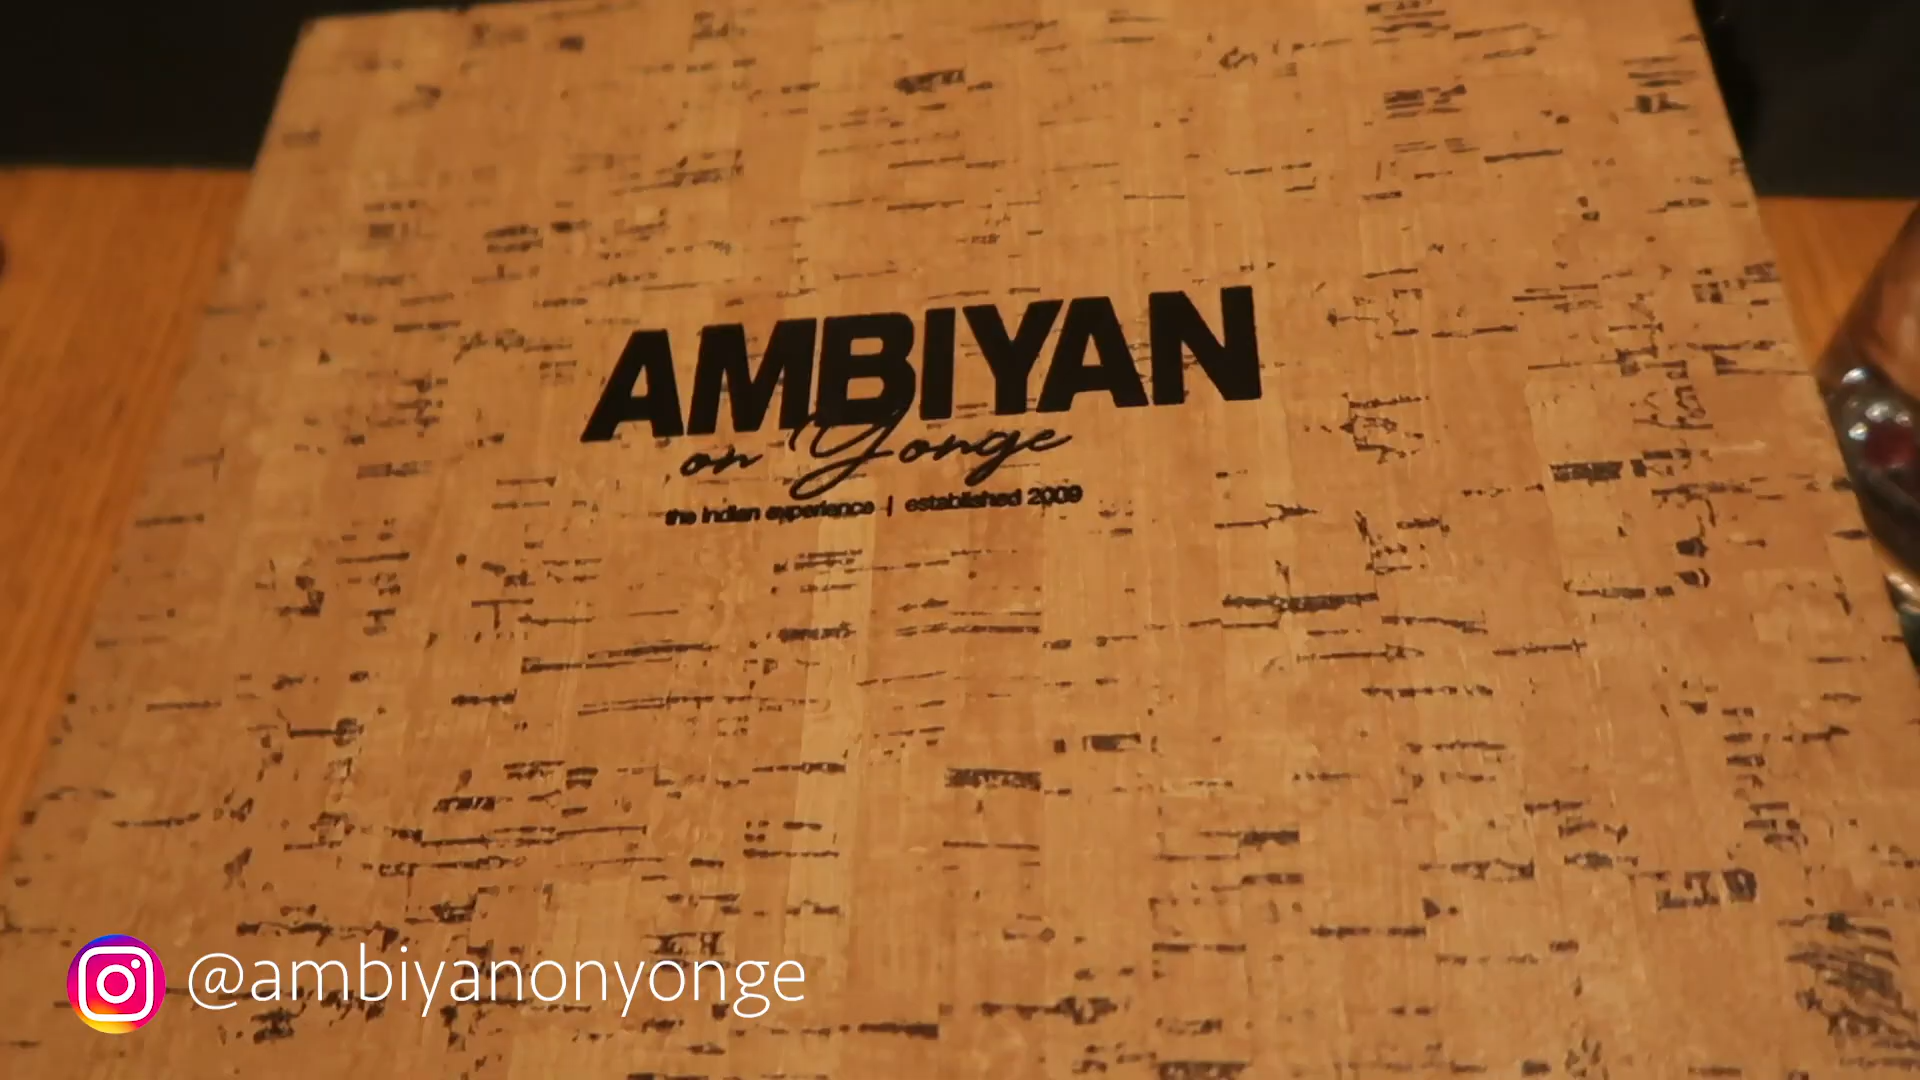 AMBIYAN
on Yonge
the indian experience | established 2009
@ambiyanonyonge